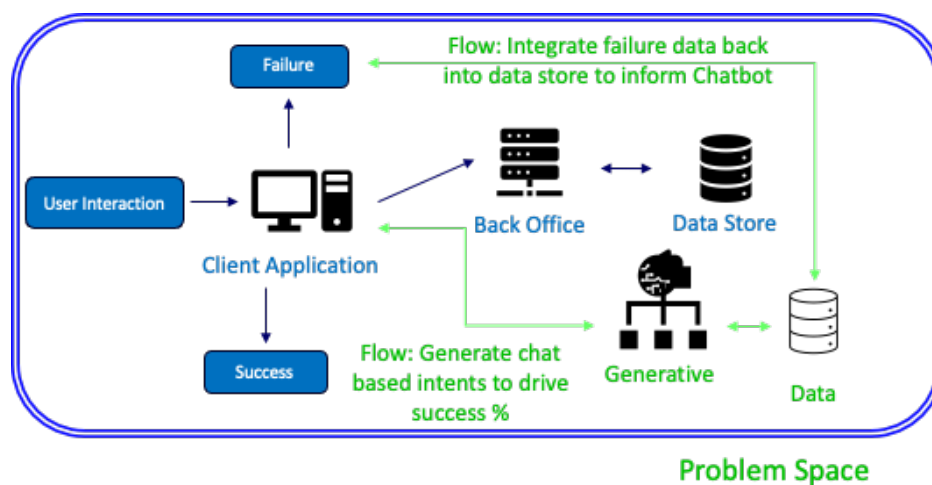 Flow: Integrate failure data back
into data store to inform Chatbot
Failure
User Interaction
Client Application
Back Office
Data Store
Success
Flow: Generate chat
based intents to drive
success %
Generative
Data
Problem Space